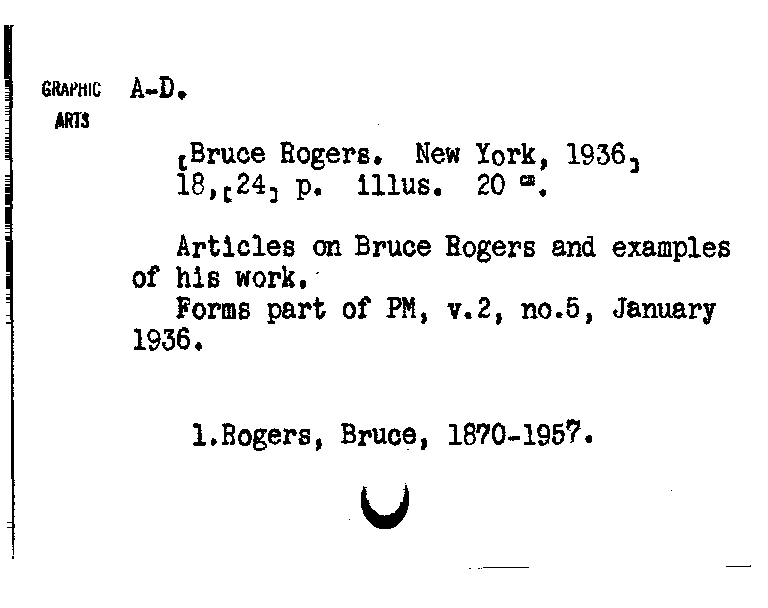 GRAPHIC A-D.
ARTS
[Bruce Rogers. New York, 1936]
18,[24] p. illus. 20 cm.
Articles on Bruce Rogers and examples
of his work.
Forms part of PM, v.2, no.5, January
1936.
1.Rogers, Bruce, 1870-1957.